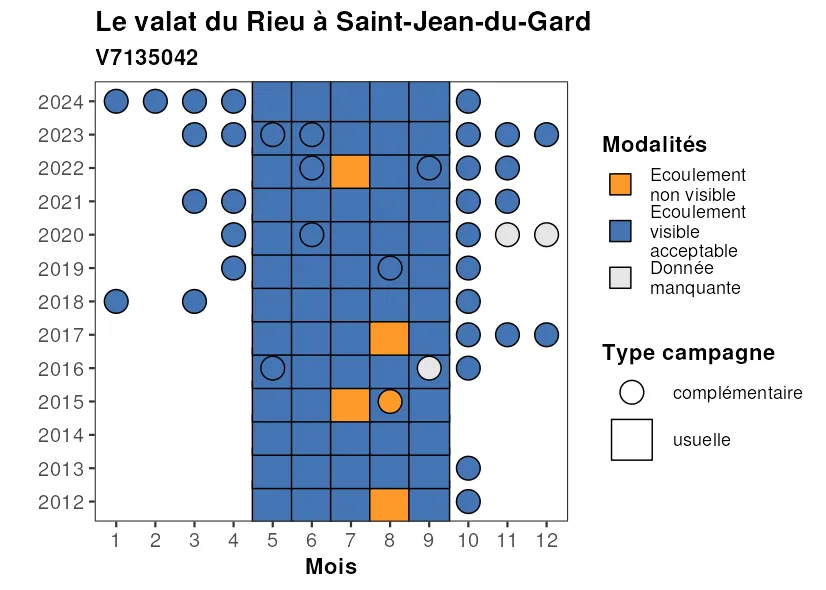 Le valat du Rieu à Saint-Jean-du-Gard
V7135042
2024
2023
2022
2021
2020
2019
2018
2017
2016
2015
2014
2013
2012
1 2 3 4 5 6 7 8 9 10 11 12
Mois
Modalités
Ecoulement
non visible
Ecoulement
visible
acceptable
Donnée
manquante
Type campagne
complémentaire
usuelle